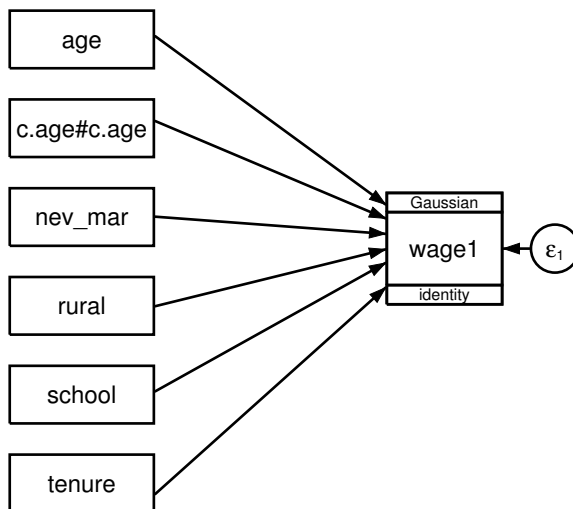 age
c.age#c.age
nev_mar
rural
school
tenure
Gaussian
wage1
identity
ε₁